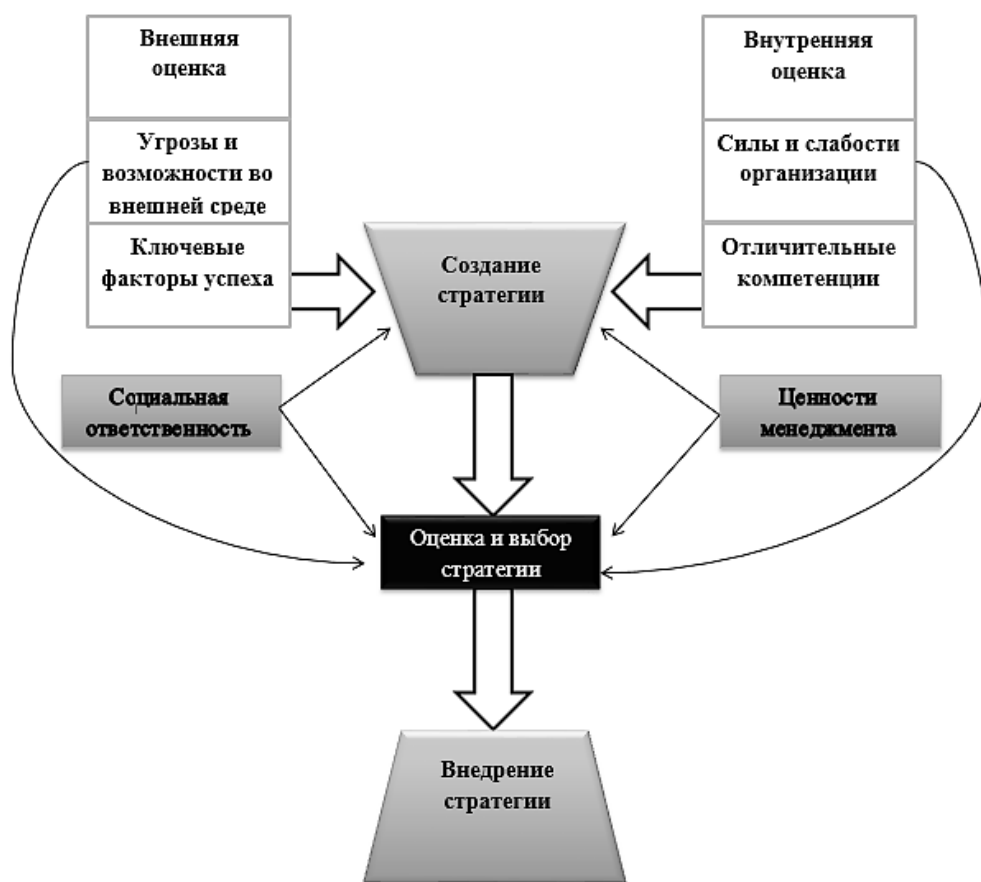 Внешняя
оценка
Угрозы и
возможности во
внешней среде
Ключевые
факторы успеха
Внутренняя
оценка
Силы и слабости
организации
Отличительные
компетенции
Создание
стратегии
Социальная
ответственность
Ценности
менеджмента
Оценка и выбор
стратегии
Внедрение
стратегии